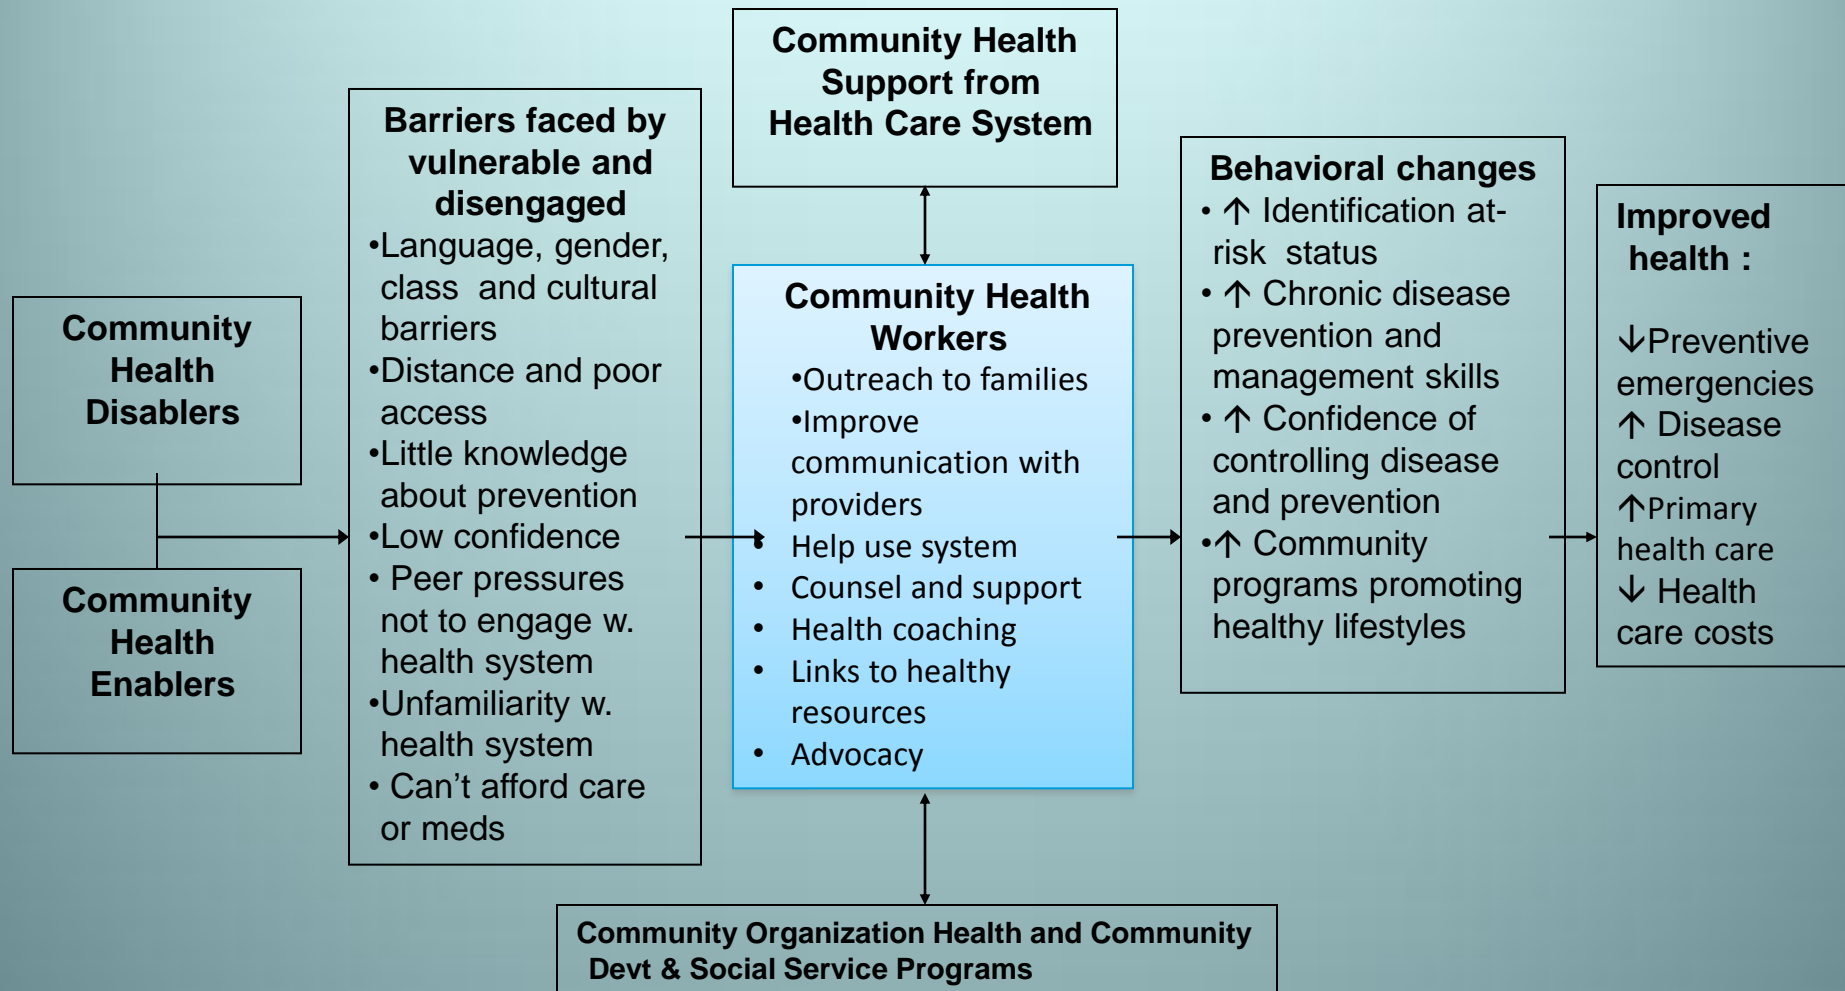 Community Health
Support from
Health Care System
Barriers faced by
vulnerable and
disengaged
•Language, gender,
class and cultural
barriers
•Distance and poor
access
•Little knowledge
about prevention
•Low confidence
• Peer pressures
not to engage w.
health system
•Unfamiliarity w.
health system
• Can’t afford care
or meds
Community
Health
Disablers
Community
Health
Enablers
Community Health
Workers
•Outreach to families
•Improve
communication with
providers
• Help use system
• Counsel and support
• Health coaching
• Links to healthy
resources
• Advocacy
Behavioral changes
• ↑ Identification at-
risk status
• ↑ Chronic disease
prevention and
management skills
• ↑ Confidence of
controlling disease
and prevention
•↑ Community
programs promoting
healthy lifestyles
Improved
health :
↓Preventive
emergencies
↑ Disease
control
↑Primary
health care
↓ Health
care costs
Community Organization Health and Community
Devt & Social Service Programs